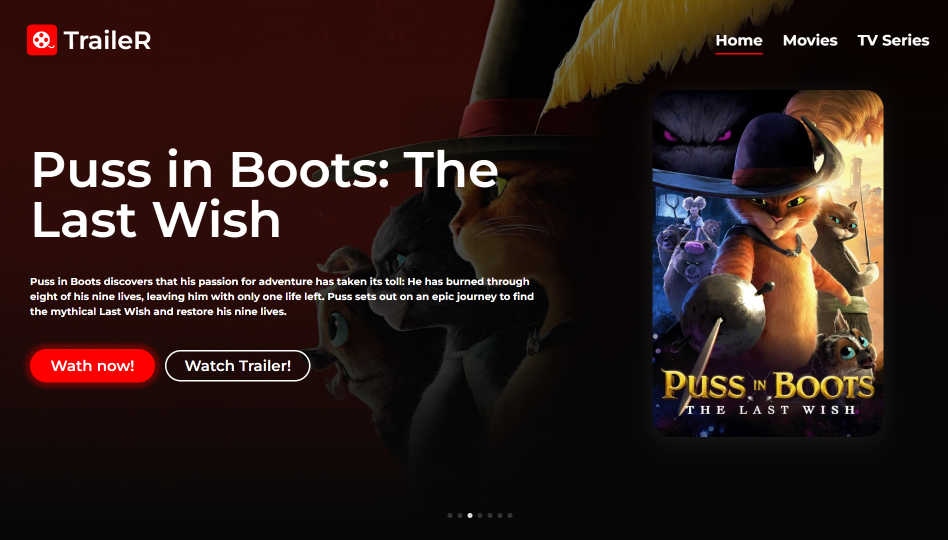 TraileR
Home Movies TV Series
Puss in Boots: The
Last Wish
Puss in Boots discovers that his passion for adventure has taken its toll: He has burned through
eight of his nine lives, leaving him with only one life left. Puss sets out on an epic journey to find
the mythical Last Wish and restore his nine lives.
Wath now! Watch Trailer!
PUSS IN BOOTS
THE LAST WISH